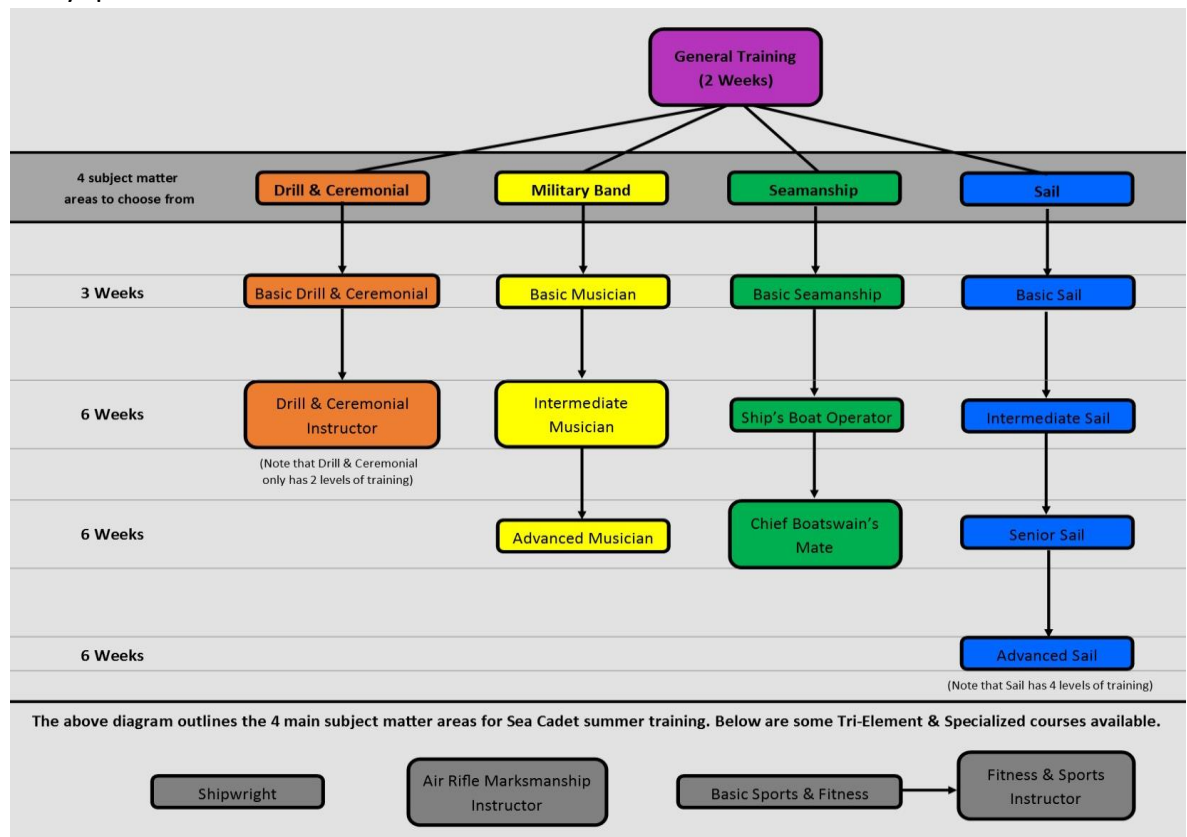 General Training
(2 Weeks)
4 subject matter
areas to choose from
Drill & Ceremonial
Military Band
Seamanship
Sail
3 Weeks
Basic Drill & Ceremonial
Basic Musician
Basic Seamanship
Basic Sail
6 Weeks
Drill & Ceremonial
Instructor
Intermediate
Musician
Ship's Boat Operator
Intermediate Sail
(Note that Drill & Ceremonial
only has 2 levels of training)
6 Weeks
Advanced Musician
Chief Boatswain's
Mate
Senior Sail
6 Weeks
Advanced Sail
(Note that Sail has 4 levels of training)
The above diagram outlines the 4 main subject matter areas for Sea Cadet summer training. Below are some Tri-Element & Specialized courses available.
Shipwright
Air Rifle Marksmanship
Instructor
Basic Sports & Fitness
Fitness & Sports
Instructor